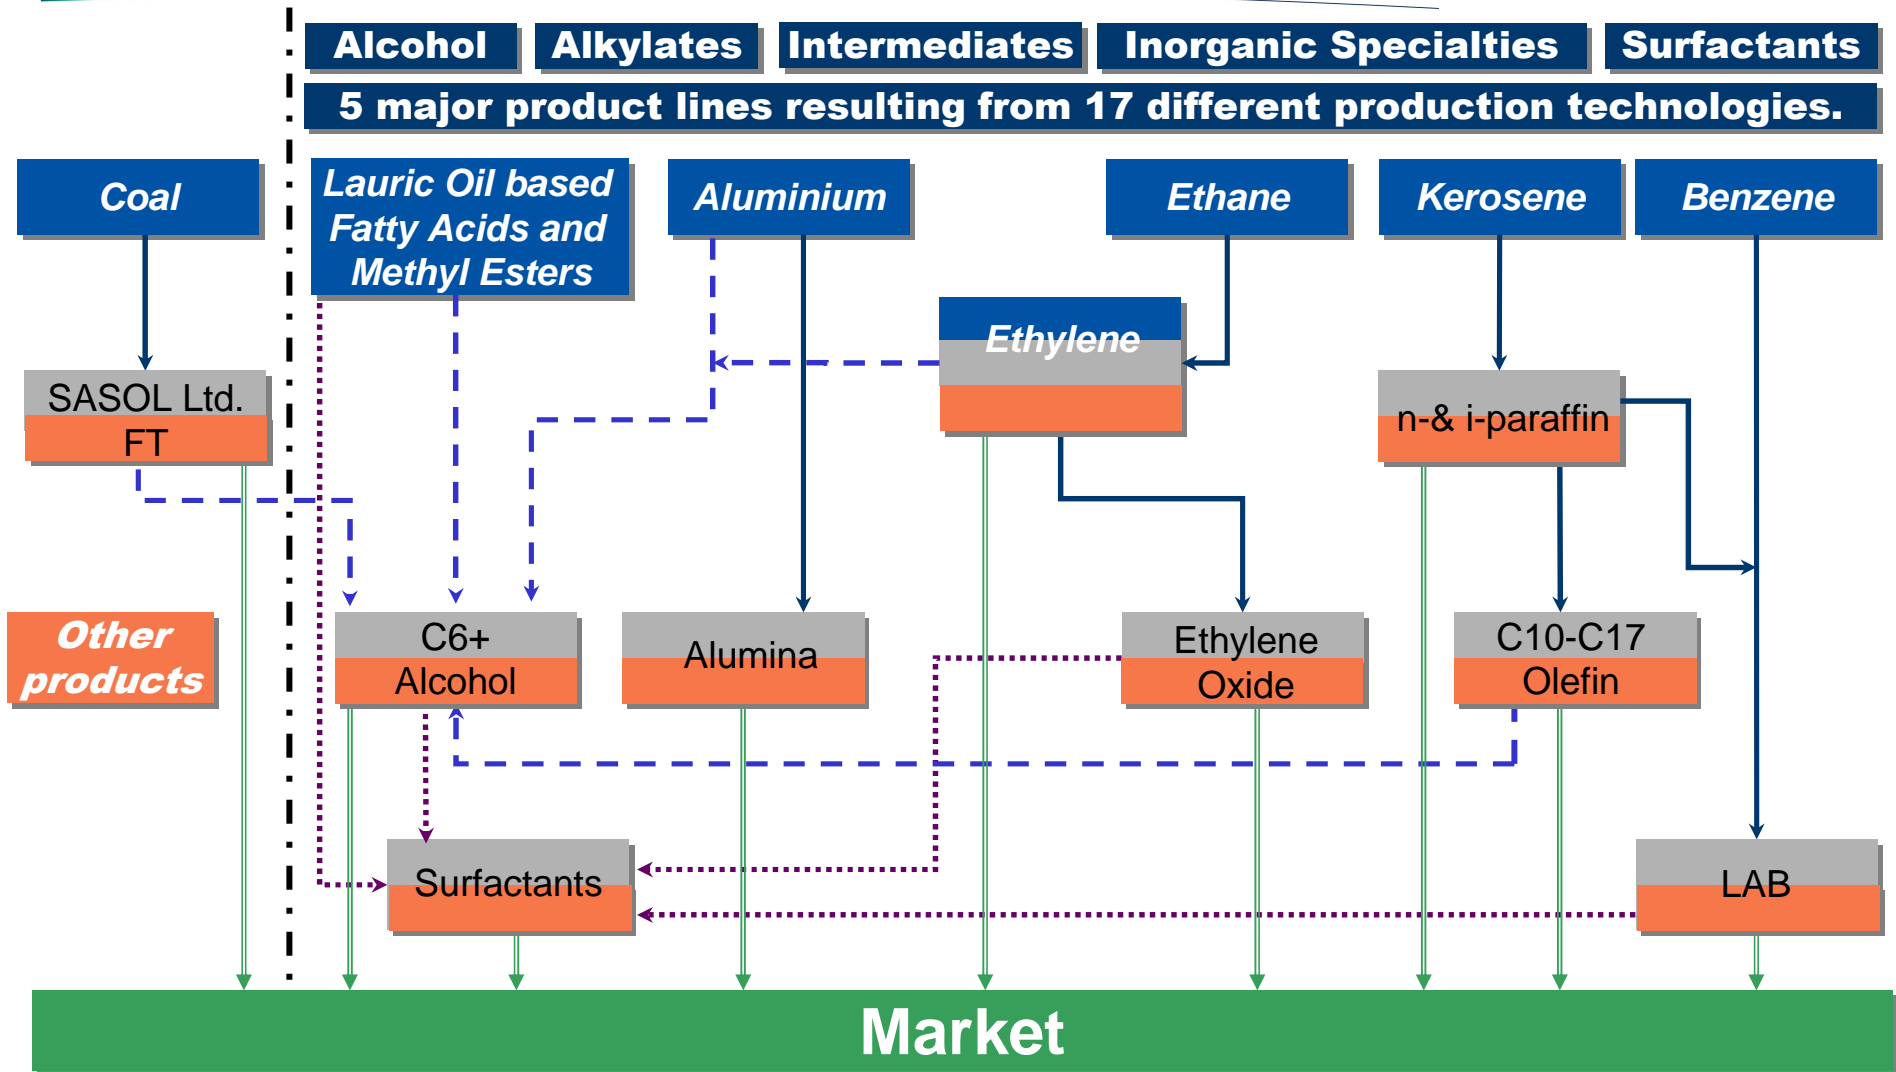 Alcohol
Alkylates
Intermediates
Inorganic Specialties
Surfactants
5 major product lines resulting from 17 different production technologies.
Coal
Lauric Oil based
Fatty Acids and
Methyl Esters
Aluminium
Ethane
Kerosene
Benzene
Ethylene
SASOL Ltd.
FT
n-& i-paraffin
Other
products
C6+
Alcohol
Alumina
Ethylene
Oxide
C10-C17
Olefin
Surfactants
LAB
Market